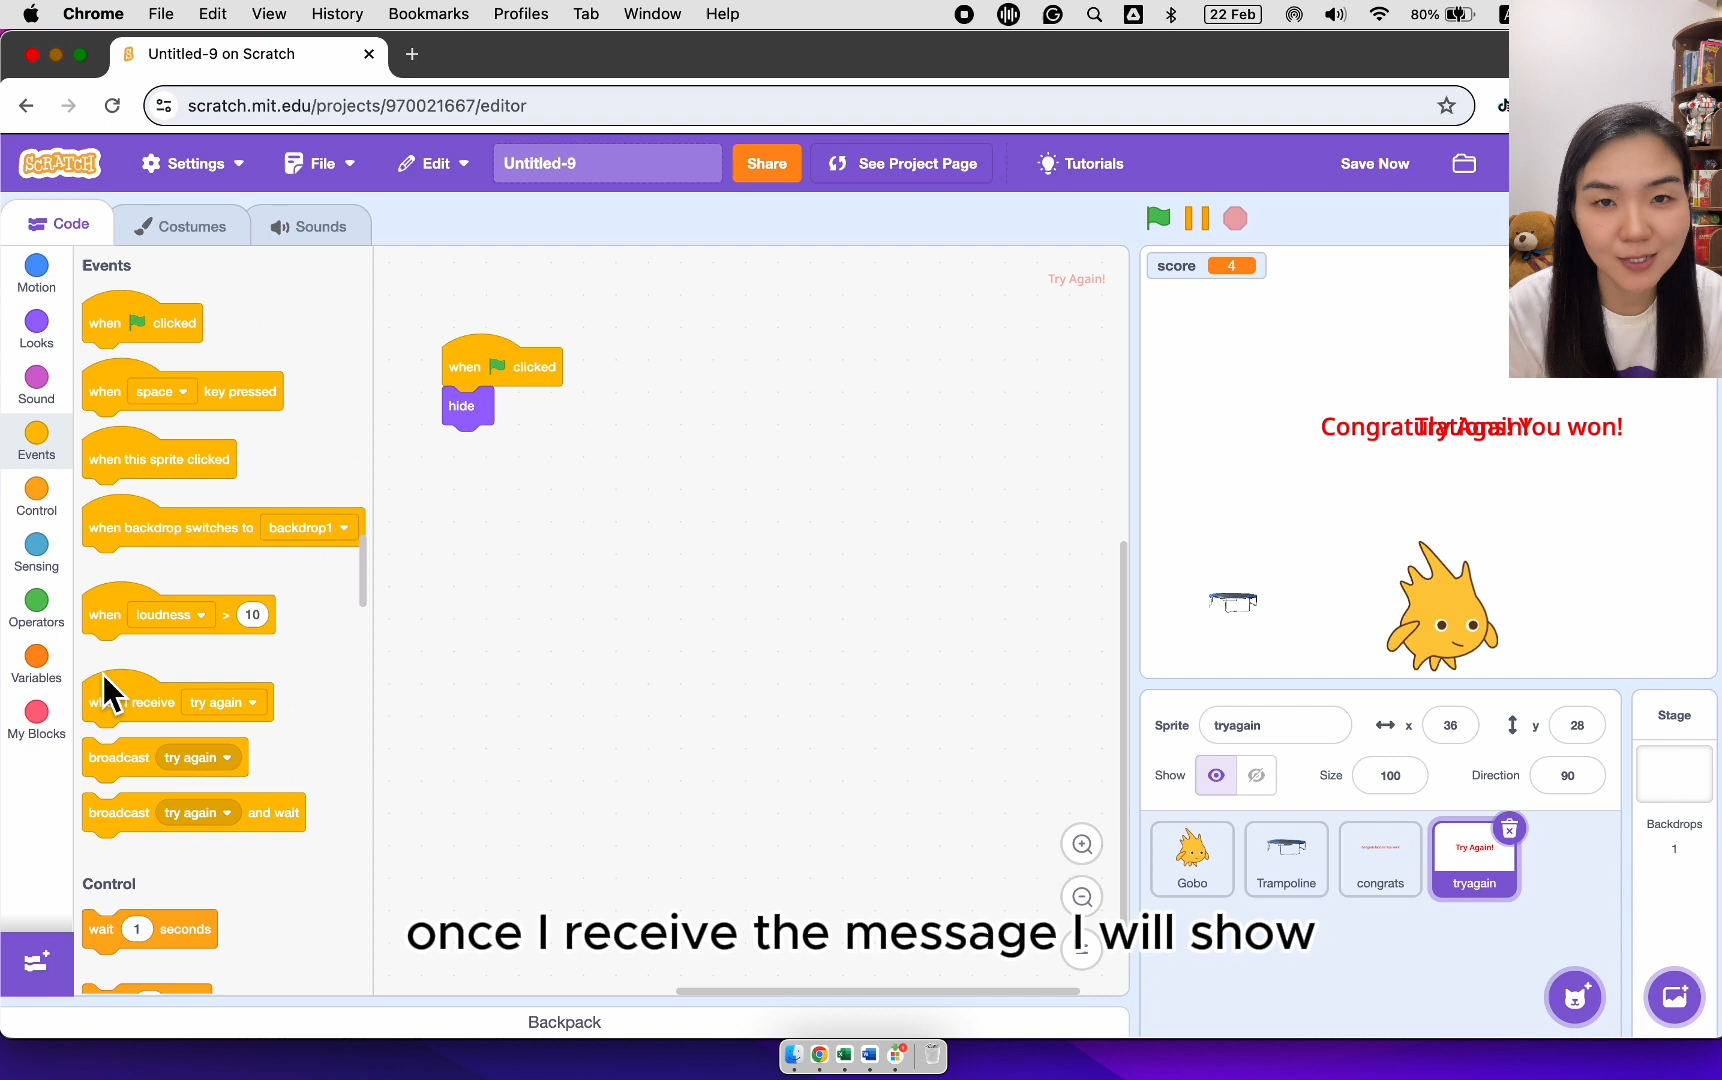 Chrome File Edit View History Bookmarks Profiles Tab Window Help
22 Feb 80%
Untitled-9 on Scratch
scratch.mit.edu/projects/970021667/editor
SCRATCH Settings File Edit Untitled-9 Share See Project Page Tutorials Save Now
Code Costumes Sounds
Motion
Looks
Sound
Events
Control
Sensing
Operators
Variables
My Blocks
Events
when clicked
when space key pressed
when this sprite clicked
when backdrop switches to backdrop1
when loudness > 10
receive try again
broadcast try again
broadcast try again and wait
Control
wait 1 seconds
Try Again!
when clicked
hide
score 4
Congratulations! You won!
Try Again!
Sprite tryagain x 36 y 28
Show Size 100 Direction 90
Gobo
Trampoline
congrats
Try Again!
tryagain
Stage
Backdrops
1
once I receive the message I will show
Backpack